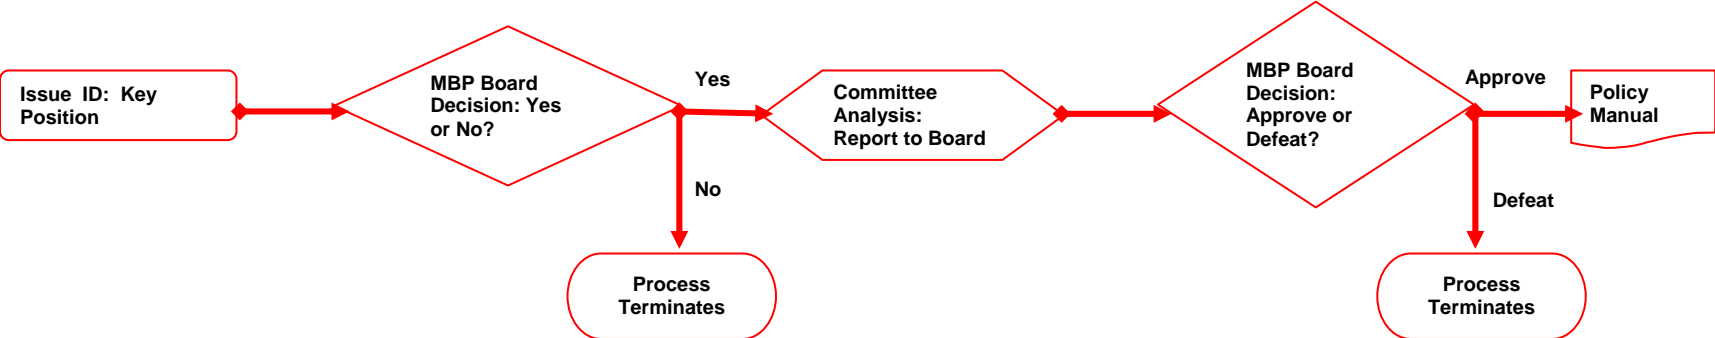 Issue ID: Key
Position
MBP Board
Decision: Yes
or No?
Yes
No
Process
Terminates
Committee
Analysis:
Report to Board
MBP Board
Decision:
Approve or
Defeat?
Approve
Defeat
Process
Terminates
Policy
Manual